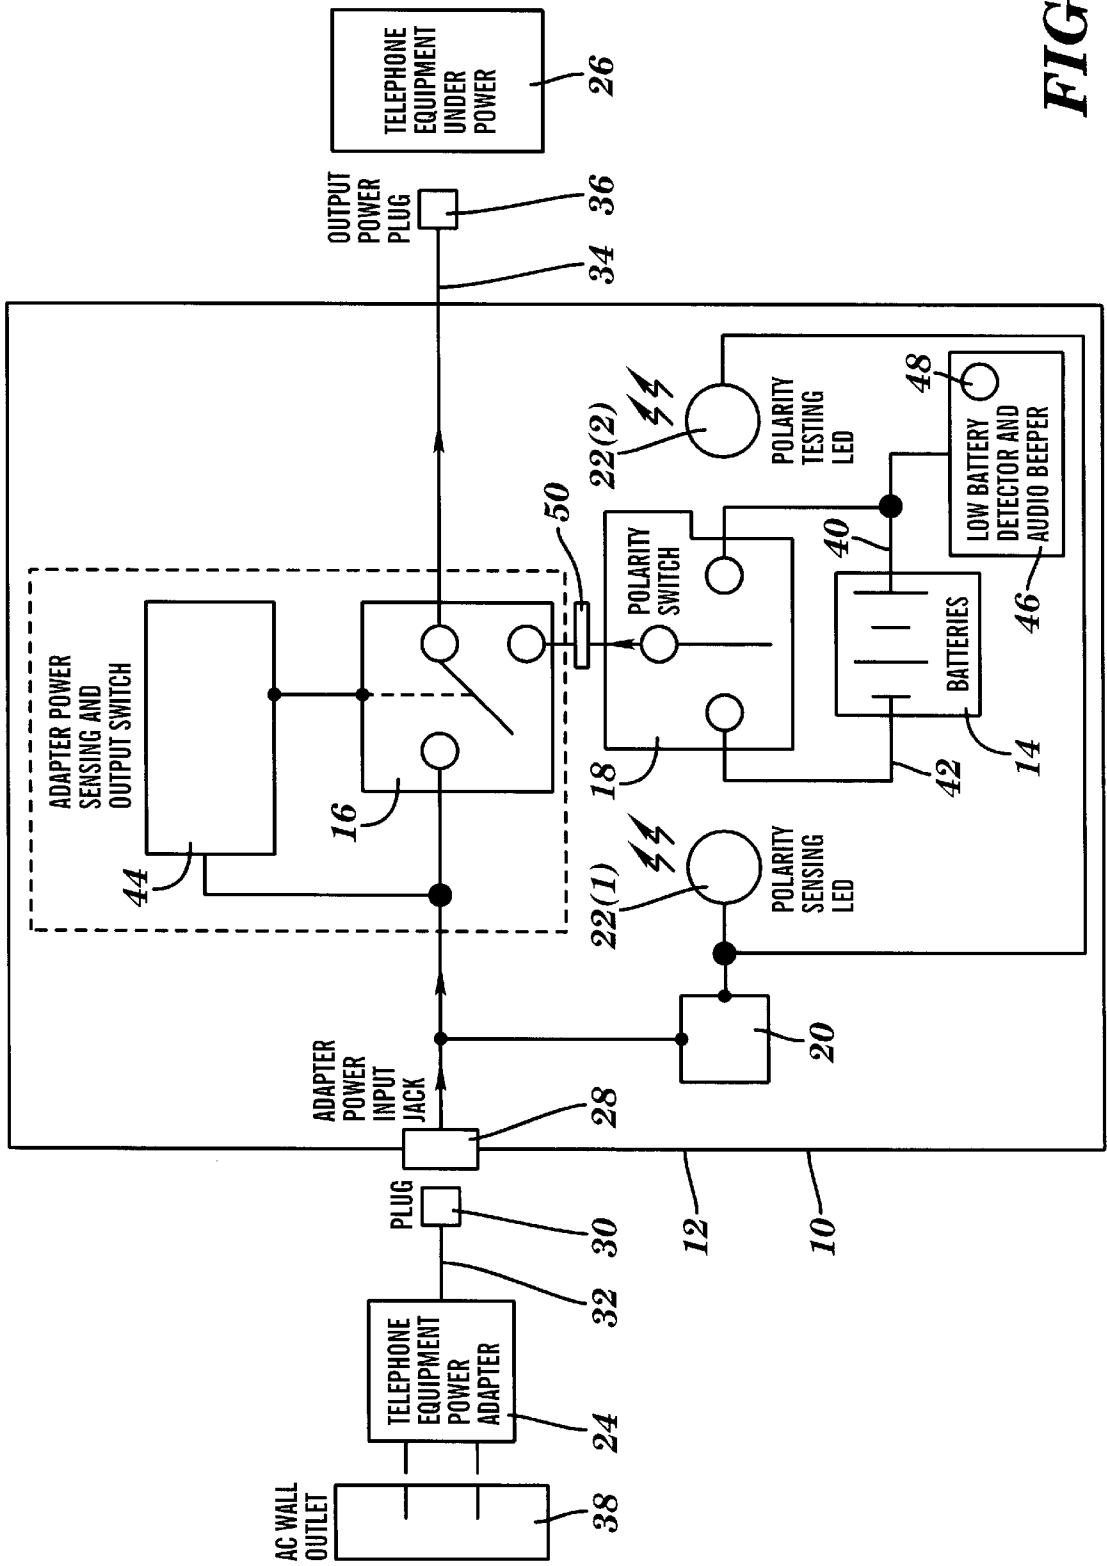 AC WALL
OUTLET
38
TELEPHONE
EQUIPMENT
POWER
ADAPTER
24
32
PLUG
30
ADAPTER
POWER
INPUT
JACK
28
12
10
ADAPTER POWER
SENSING AND
OUTPUT SWITCH
44
16
20
22(1)
POLARITY
SENSING
LED
18
POLARITY
SWITCH
50
42
14
BATTERIES
40
22(2)
POLARITY
TESTING
LED
48
LOW BATTERY
DETECTOR AND
AUDIO BEEPER
46
34
OUTPUT
POWER
PLUG
36
TELEPHONE
EQUIPMENT
UNDER
POWER
26
FIG